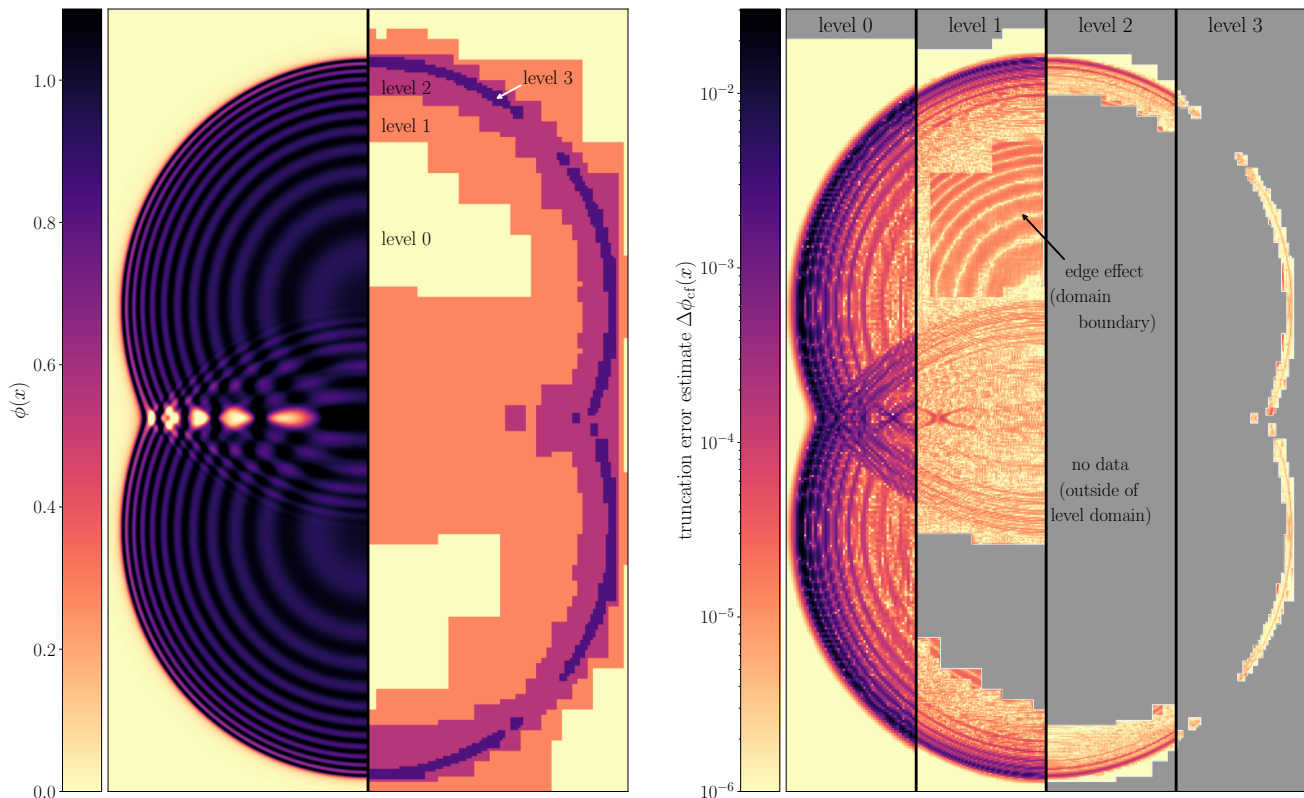 1.0
0.8
0.6
0.4
0.2
0.0
ϕ(x)
level 3
level 2
level 1
level 0
10⁻²
10⁻³
10⁻⁴
10⁻⁵
10⁻⁶
truncation error estimate Δϕ_cf(x)
level 0
level 1
level 2
level 3
edge effect
(domain
boundary)
no data
(outside of
level domain)